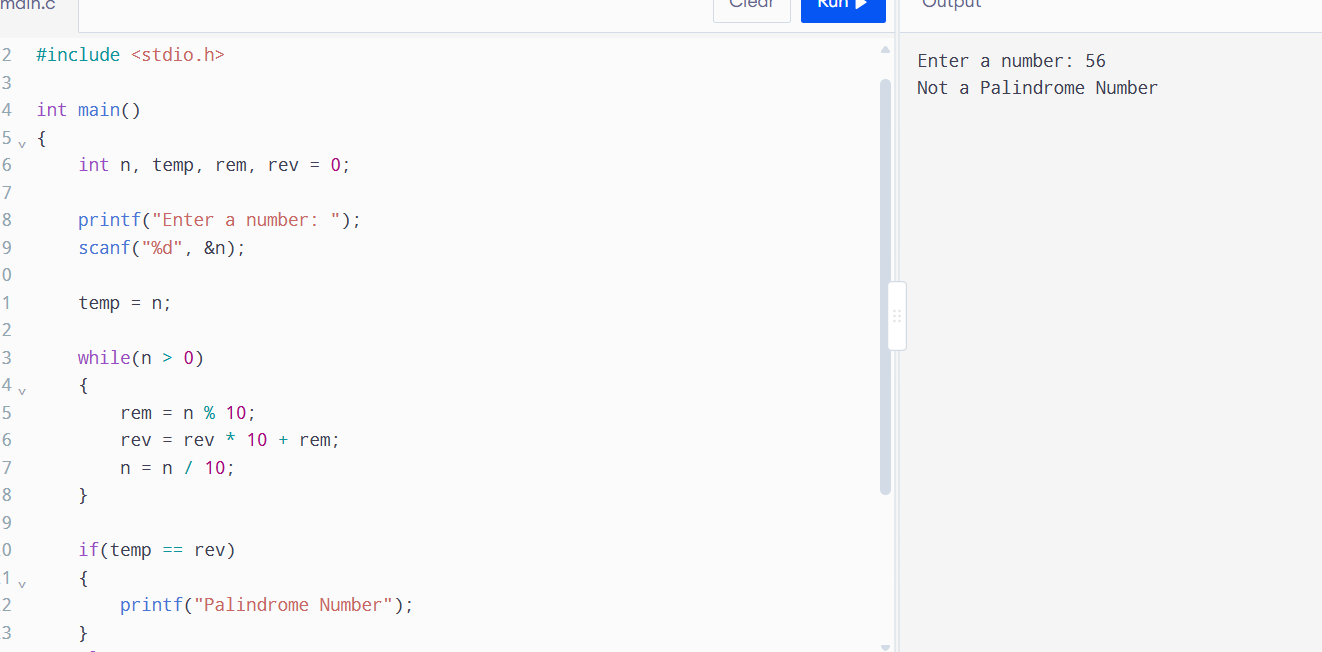 main.c
Clear
Run
Output
2 #include <stdio.h>
3
4 int main()
5 {
6 int n, temp, rem, rev = 0;
7
8 printf("Enter a number: ");
9 scanf("%d", &n);
0
1 temp = n;
2
3 while(n > 0)
4 {
5 rem = n % 10;
6 rev = rev * 10 + rem;
7 n = n / 10;
8 }
9
0 if(temp == rev)
1 {
2 printf("Palindrome Number");
3 }
Enter a number: 56
Not a Palindrome Number